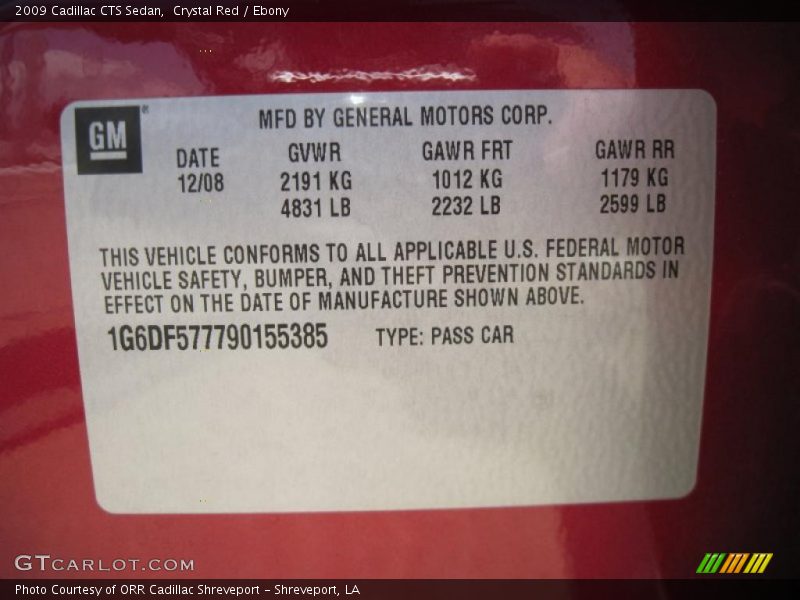 2009 Cadillac CTS Sedan,  Crystal Red / Ebony
GM ®
MFD BY GENERAL MOTORS CORP.
DATE GVWR GAWR FRT GAWR RR
12/08 2191 KG 1012 KG 1179 KG
4831 LB 2232 LB 2599 LB
THIS VEHICLE CONFORMS TO ALL APPLICABLE U.S. FEDERAL MOTOR
VEHICLE SAFETY, BUMPER, AND THEFT PREVENTION STANDARDS IN
EFFECT ON THE DATE OF MANUFACTURE SHOWN ABOVE.
1G6DF577790155385 TYPE: PASS CAR
GTCARLOT.COM
Photo Courtesy of ORR Cadillac Shreveport - Shreveport, LA